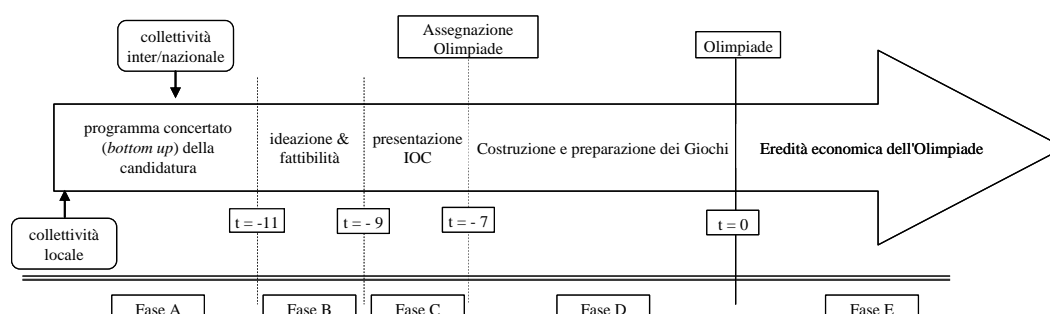 collettività
inter/nazionale
Assegnazione
Olimpiade
Olimpiade
programma concertato
(bottom up) della
candidatura
ideazione &
fattibilità
presentazione
IOC
Costruzione e preparazione dei Giochi
Eredità economica dell'Olimpiade
t = -11
t = - 9
t = - 7
t = 0
collettività
locale
Fase A
Fase B
Fase C
Fase D
Fase E